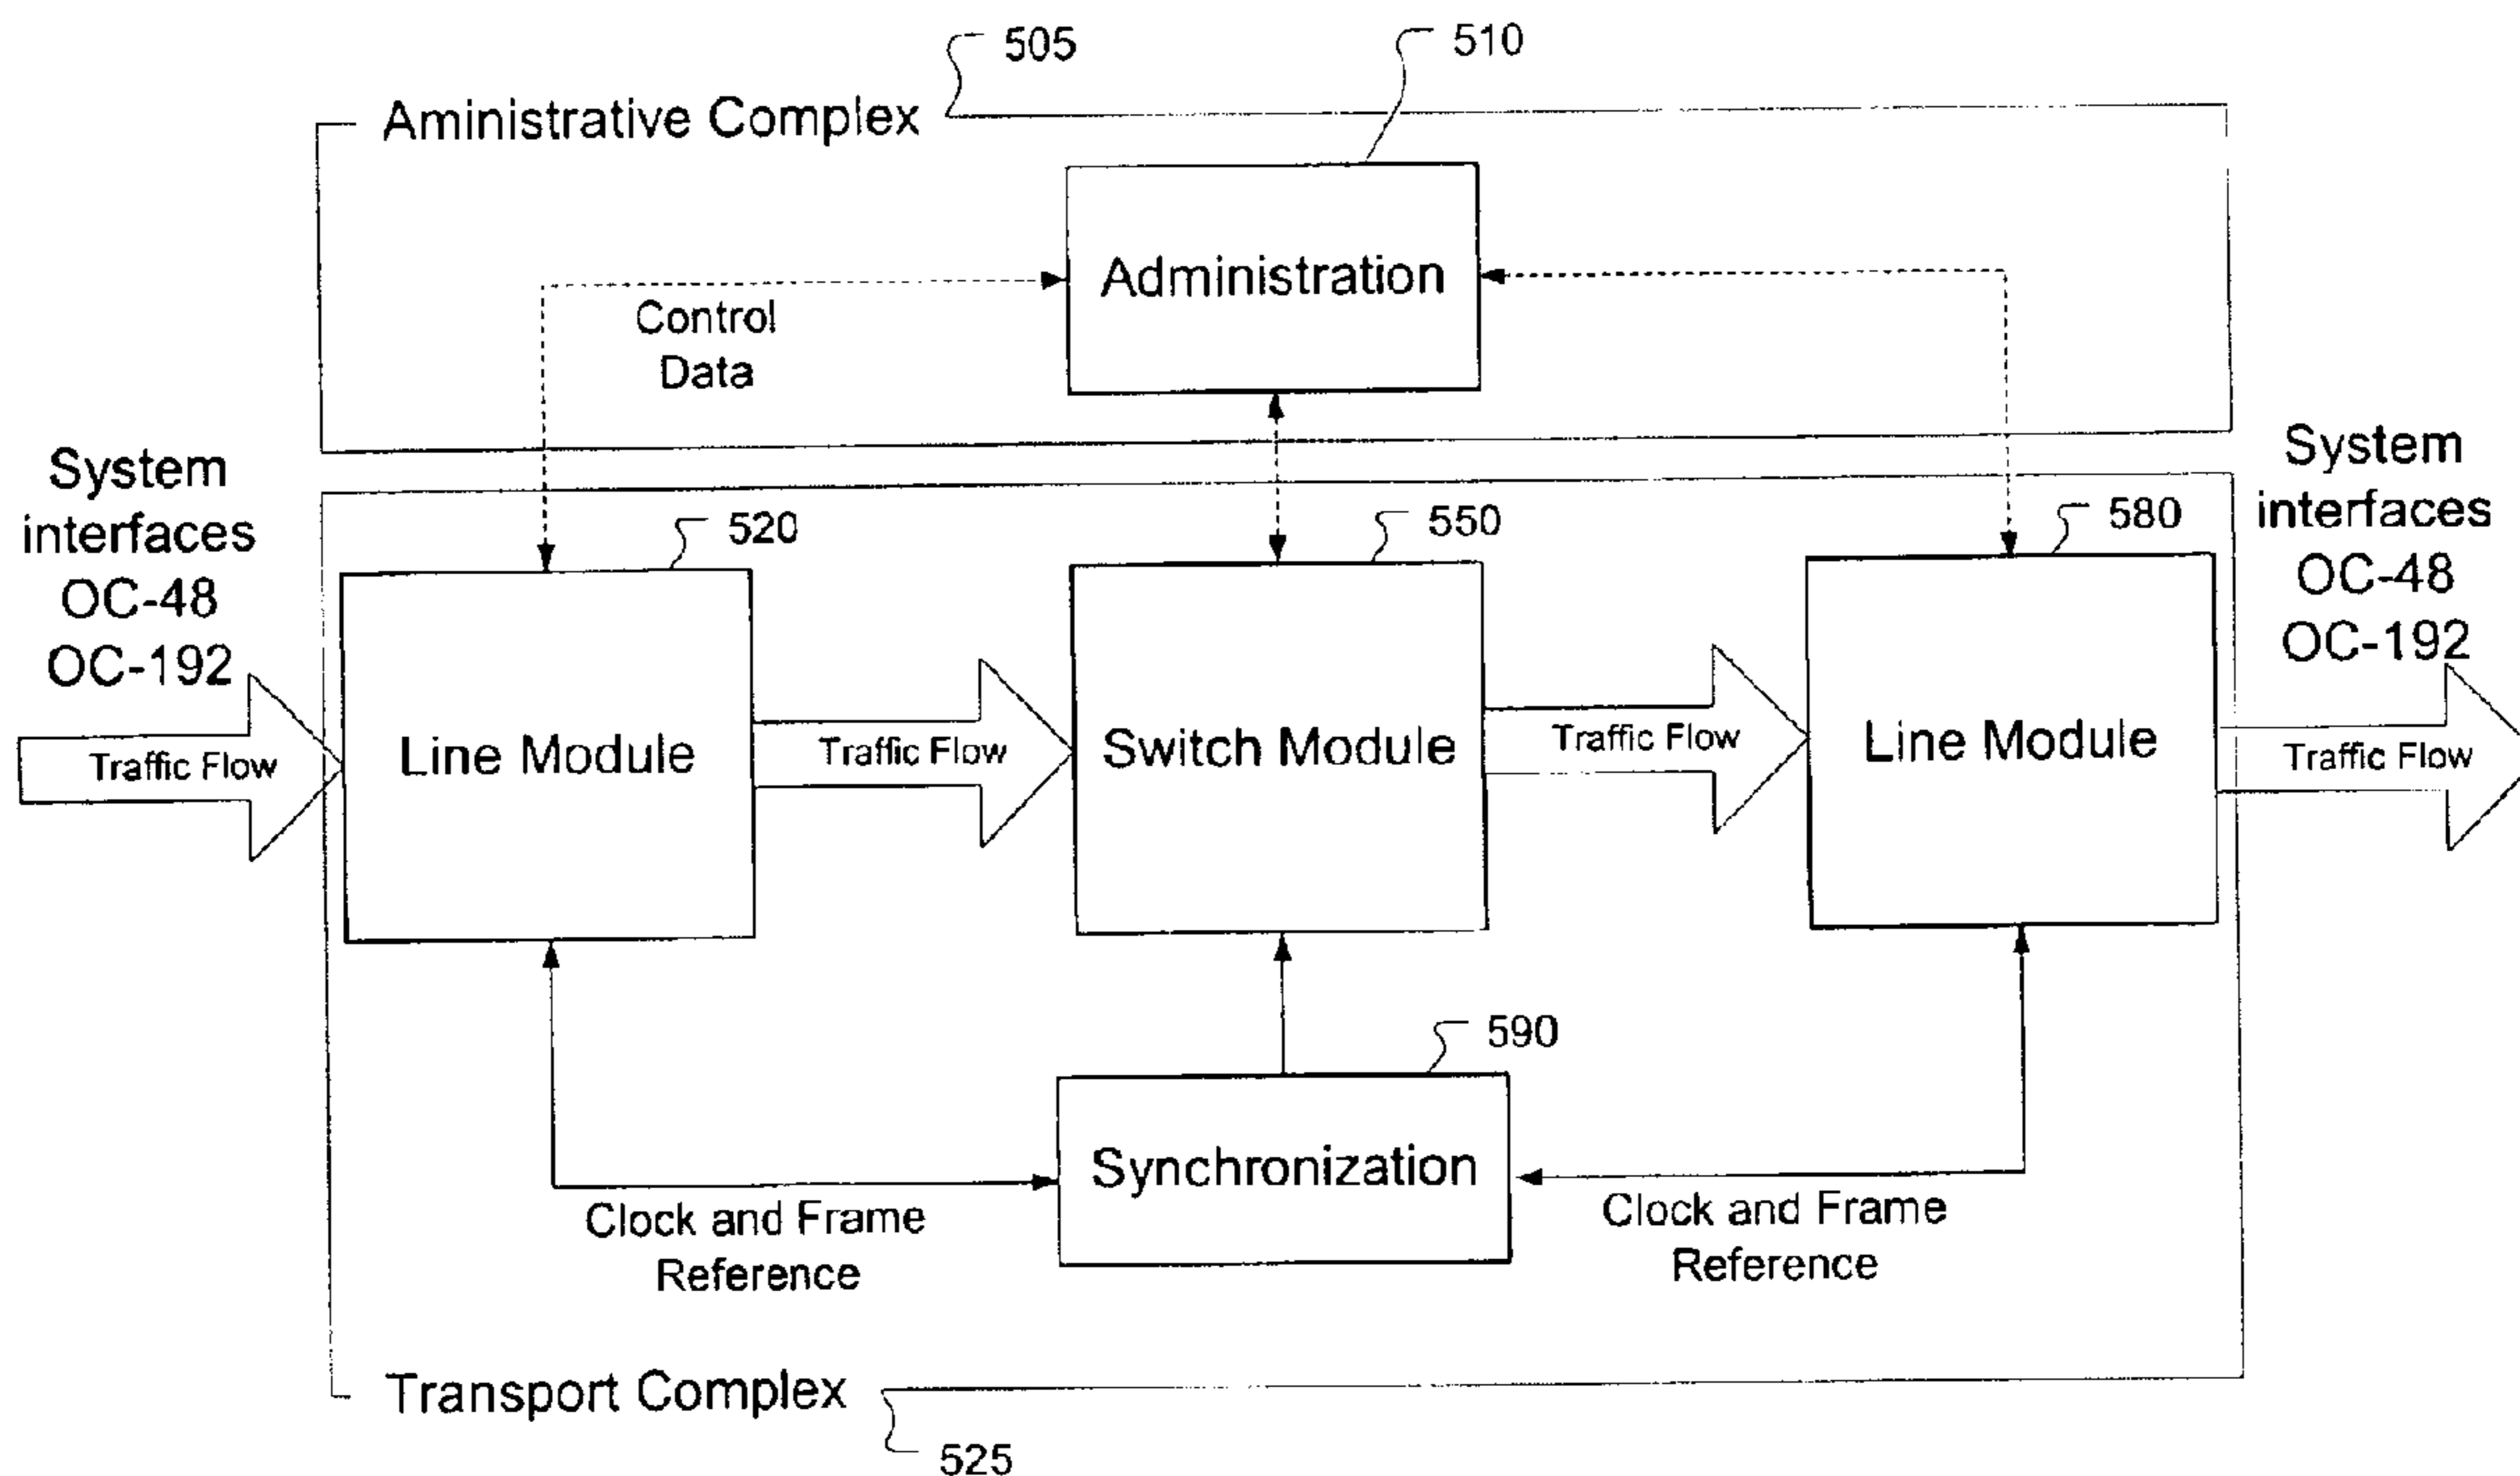 505
510
Aministrative Complex
Administration
Control
Data
System
interfaces
OC-48
OC-192
System
interfaces
OC-48
OC-192
520
550
580
Traffic Flow
Line Module
Traffic Flow
Switch Module
Traffic Flow
Line Module
Traffic Flow
590
Synchronization
Clock and Frame
Reference
Clock and Frame
Reference
Transport Complex
525